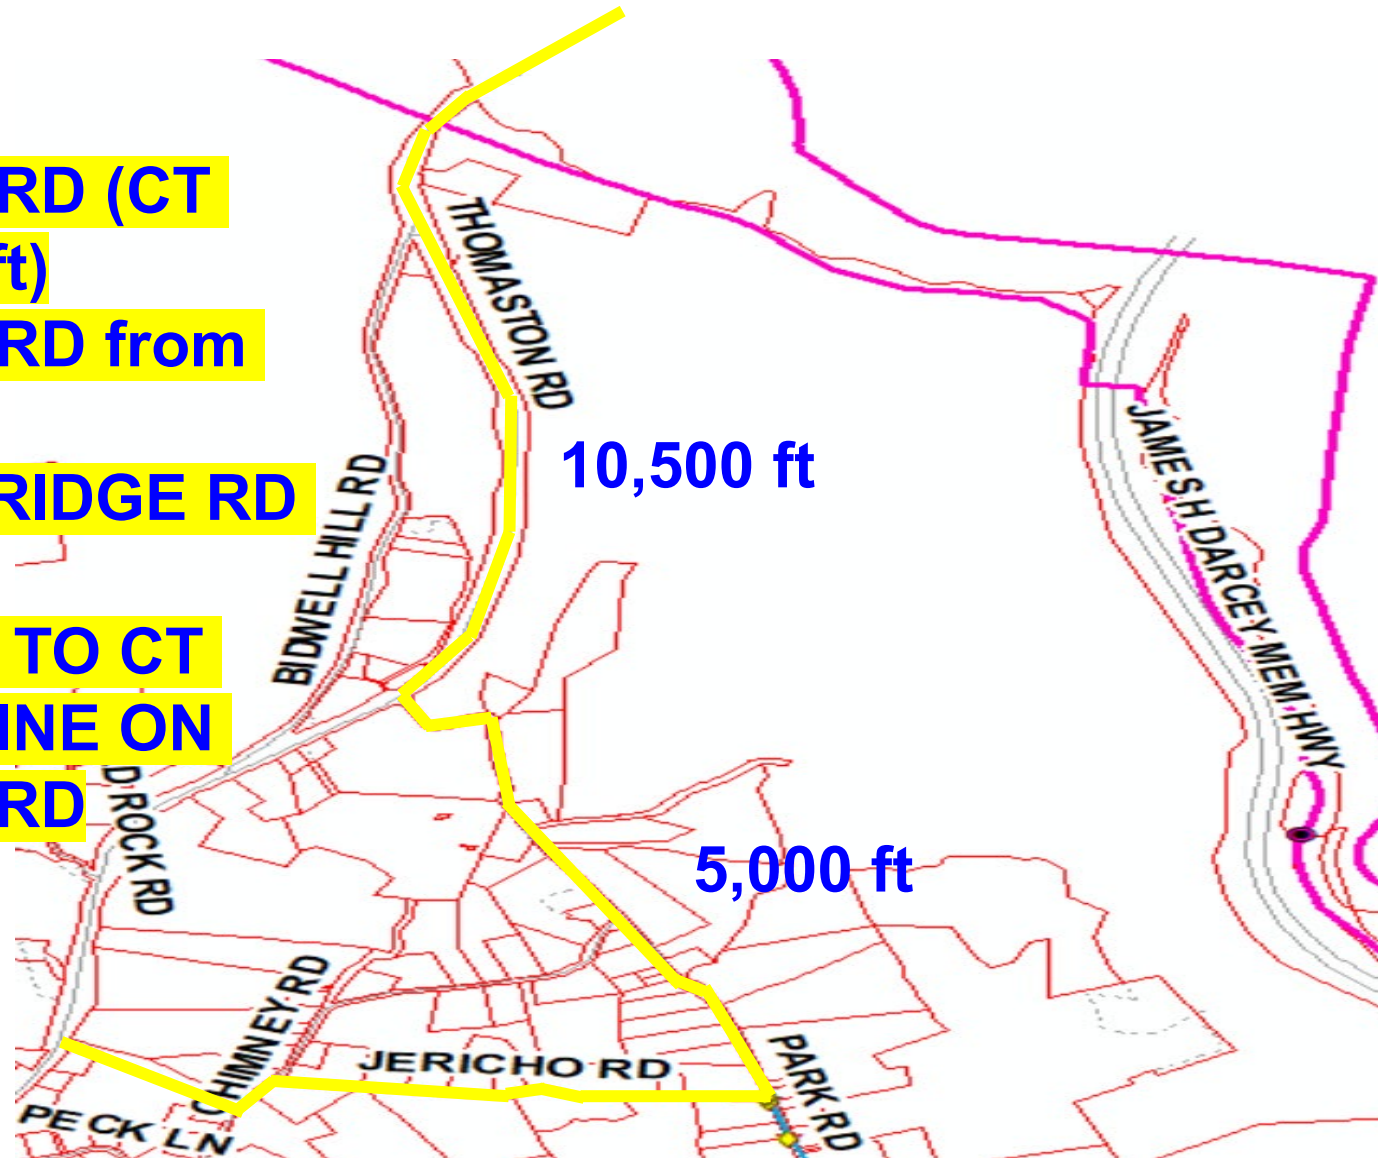 RD (CT
ft)
RD from
RIDGE RD
TO CT
INE ON
RD
THOMASTON RD
10,500 ft
BIDWELL HILL RD
JAMES H DARCEY MEM HWY
D ROCK RD
5,000 ft
CHIMNEY RD
JERICHO RD
PARK RD
PECK LN